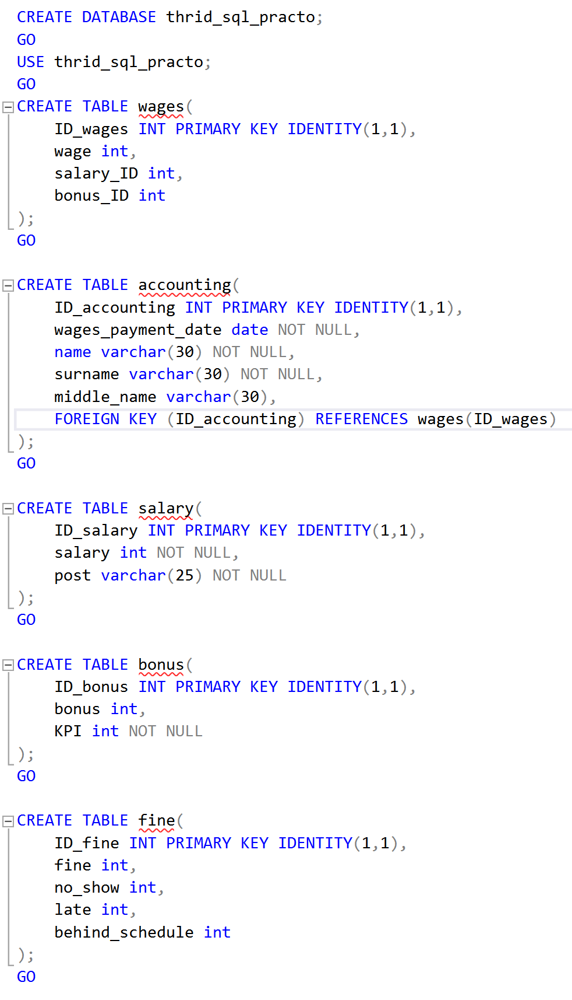 CREATE DATABASE thrid_sql_practo;
GO
USE thrid_sql_practo;
GO
CREATE TABLE wages(
    ID_wages INT PRIMARY KEY IDENTITY(1,1),
    wage int,
    salary_ID int,
    bonus_ID int
);
GO

CREATE TABLE accounting(
    ID_accounting INT PRIMARY KEY IDENTITY(1,1),
    wages_payment_date date NOT NULL,
    name varchar(30) NOT NULL,
    surname varchar(30) NOT NULL,
    middle_name varchar(30),
    FOREIGN KEY (ID_accounting) REFERENCES wages(ID_wages)
);
GO

CREATE TABLE salary(
    ID_salary INT PRIMARY KEY IDENTITY(1,1),
    salary int NOT NULL,
    post varchar(25) NOT NULL
);
GO

CREATE TABLE bonus(
    ID_bonus INT PRIMARY KEY IDENTITY(1,1),
    bonus int,
    KPI int NOT NULL
);
GO

CREATE TABLE fine(
    ID_fine INT PRIMARY KEY IDENTITY(1,1),
    fine int,
    no_show int,
    late int,
    behind_schedule int
);
GO